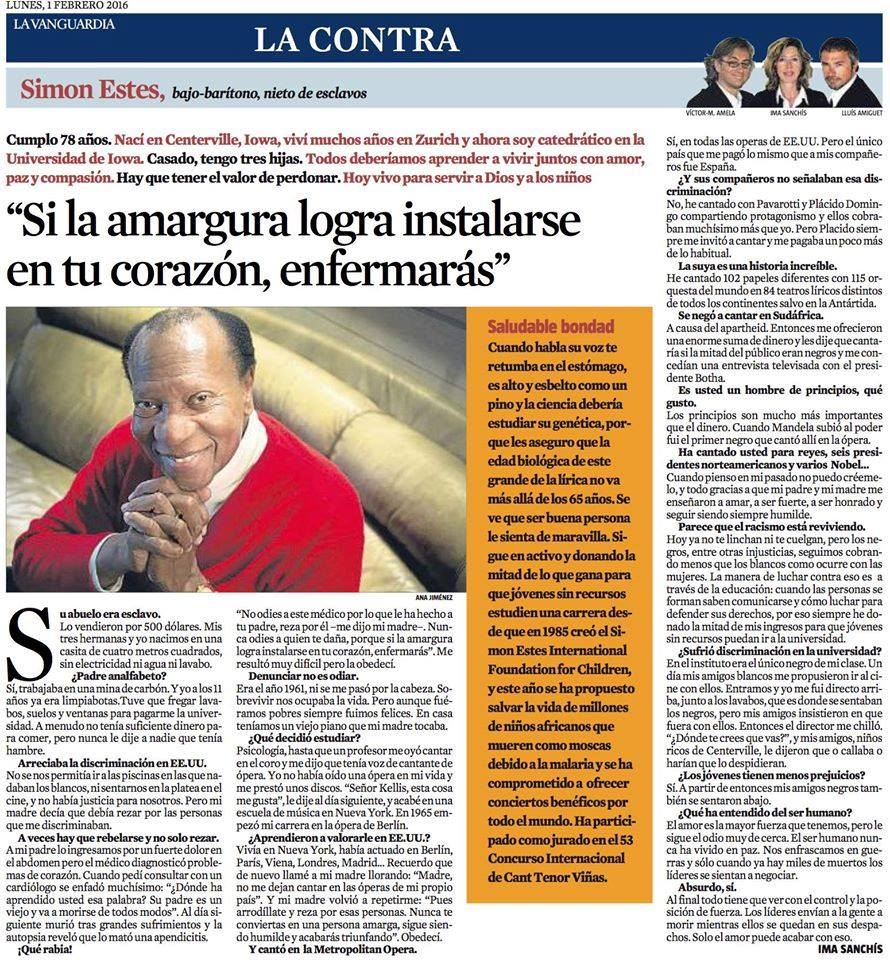 LUNES, 1 FEBRERO 2016
LA VANGUARDIA
LA CONTRA
Simon Estes, bajo-barítono, nieto de esclavos
VÍCTOR-M. AMELA
IMA SANCHÍS
LLUÍS AMIGUET
Cumplo 78 años. Nací en Centerville, Iowa, viví muchos años en Zurich y ahora soy catedrático en la
Universidad de Iowa. Casado, tengo tres hijas. Todos deberíamos aprender a vivir juntos con amor,
paz y compasión. Hay que tener el valor de perdonar. Hoy vivo para servir a Dios y a los niños
“Si la amargura logra instalarse
en tu corazón, enfermarás”
ANA JIMÉNEZ
Saludable bondad
Cuando habla su voz te
retumba en el estómago,
es alto y esbelto como un
pino y la ciencia debería
estudiar su genética, por-
que les aseguro que la
edad biológica de este
grande de la lírica no va
más allá de los 65 años. Se
ve que ser buena persona
le sienta de maravilla. Si-
gue en activo y donando la
mitad de lo que gana para
que jóvenes sin recursos
estudien una carrera des-
de que en 1985 creó el Si-
mon Estes International
Foundation for Children,
y este año se ha propuesto
salvar la vida de millones
de niños africanos que
mueren como moscas
debido a la malaria y se ha
comprometido a ofrecer
conciertos benéficos por
todo el mundo. Ha partici-
pado como jurado en el 53
Concurso Internacional
de Cant Tenor Viñas.
Su abuelo era esclavo.
Lo vendieron por 500 dólares. Mis
tres hermanas y yo nacimos en una
casita de cuatro metros cuadrados,
sin electricidad ni agua ni lavabo.
¿Padre analfabeto?
Sí, trabajaba en una mina de carbón. Y yo a los 11
años ya era limpiabotas.Tuve que fregar lava-
bos, suelos y ventanas para pagarme la univer-
sidad. A menudo no tenía suficiente dinero pa-
ra comer, pero nunca le dije a nadie que tenía
hambre.
Arreciaba la discriminación en EE.UU.
No se nos permitía ir a las piscinas en las que na-
daban los blancos, ni sentarnos en la platea en el
cine, y no había justicia para nosotros. Pero mi
madre decía que debía rezar por las personas
que me discriminaban.
A veces hay que rebelarse y no solo rezar.
A mi padre lo ingresamos por un fuerte dolor en
el abdomen pero el médico diagnosticó proble-
mas de corazón. Cuando pedí consultar con un
cardiólogo se enfadó muchísimo: “¿Dónde ha
aprendido usted esa palabra? Su padre es un
viejo y va a morirse de todos modos”. Al día si-
guiente murió tras grandes sufrimientos y la
autopsia reveló que lo mató una apendicitis.
¡Qué rabia!
“No odies a este médico por lo que le ha hecho a
tu padre, reza por él –me dijo mi madre–. Nun-
ca odies a quien te daña, porque si la amargura
logra instalarse en tu corazón, enfermarás”. Me
resultó muy difícil pero la obedecí.
Denunciar no es odiar.
Era el año 1961, ni se me pasó por la cabeza. So-
brevivir nos ocupaba la vida. Pero aunque fué-
ramos pobres siempre fuimos felices. En casa
teníamos un viejo piano que mi madre tocaba.
¿Qué decidió estudiar?
Psicología, hasta que un profesor me oyó cantar
en el coro y me dijo que tenía voz de cantante de
ópera. Yo no había oído una ópera en mi vida y
me prestó unos discos. “Señor Kellis, esta cosa
me gusta”, le dije al día siguiente, y acabé en una
escuela de música en Nueva York. En 1965 em-
pezó mi carrera en la ópera de Berlín.
¿Aprendieron a valorarle en EE.UU.?
Vivía en Nueva York, había actuado en Berlín,
París, Viena, Londres, Madrid... Recuerdo que
de nuevo llamé a mi madre llorando: “Madre,
no me dejan cantar en las óperas de mi propio
país”. Y mi madre volvió a repetirme: “Pues
arrodíllate y reza por esas personas. Nunca te
conviertas en una persona amarga, sigue sien-
do humilde y acabarás triunfando”. Obedecí.
Y cantó en la Metropolitan Opera.
Sí, en todas las operas de EE.UU. Pero el único
país que me pagó lo mismo que a mis compañe-
ros fue España.
¿Y sus compañeros no señalaban esa dis-
criminación?
No, he cantado con Pavarotti y Plácido Domin-
go compartiendo protagonismo y ellos cobra-
ban muchísimo más que yo. Pero Placido siem-
pre me invitó a cantar y me pagaba un poco más
de lo habitual.
La suya es una historia increíble.
He cantado 102 papeles diferentes con 115 or-
questa del mundo en 84 teatros líricos distintos
de todos los continentes salvo en la Antártida.
Se negó a cantar en Sudáfrica.
A causa del apartheid. Entonces me ofrecieron
una enorme suma de dinero y les dije que canta-
ría si la mitad del público eran negros y me con-
cedían una entrevista televisada con el presi-
dente Botha.
Es usted un hombre de principios, qué
gusto.
Los principios son mucho más importantes
que el dinero. Cuando Mandela subió al poder
fui el primer negro que cantó allí en la ópera.
Ha cantado usted para reyes, seis presi-
dentes norteamericanos y varios Nobel...
Cuando pienso en mi pasado no puedo créeme-
lo, y todo gracias a que mi padre y mi madre me
enseñaron a amar, a ser fuerte, a ser honrado y
seguir siendo siempre humilde.
Parece que el racismo está reviviendo.
Hoy ya no te linchan ni te cuelgan, pero los ne-
gros, entre otras injusticias, seguimos cobran-
do menos que los blancos como ocurre con las
mujeres. La manera de luchar contra eso es a
través de la educación: cuando las personas se
forman saben comunicarse y cómo luchar para
defender sus derechos, por eso siempre he do-
nado la mitad de mis ingresos para que jóvenes
sin recursos puedan ir a la universidad.
¿Sufrió discriminación en la universidad?
En el instituto era el único negro de mi clase. Un
día mis amigos blancos me propusieron ir al ci-
ne con ellos. Entramos y yo me fui directo arri-
ba, junto a los lavabos, que es donde se sentaban
los negros, pero mis amigos insistieron en que
fuera con ellos. Entonces el director me chilló.
“¿Dónde te crees que vas?”, y mis amigos, niños
ricos de Centerville, le dijeron que o callaba o
harían que lo despidieran.
¿Los jóvenes tienen menos prejuicios?
Sí. A partir de entonces mis amigos negros tam-
bién se sentaron abajo.
¿Qué ha entendido del ser humano?
El amor es la mayor fuerza que tenemos, pero le
sigue el odio muy de cerca. El ser humano nun-
ca ha vivido en paz. Nos enfrascamos en gue-
rras y sólo cuando ya hay miles de muertos los
líderes se sientan a negociar.
Absurdo, sí.
Al final todo tiene que ver con el control y la po-
sición de fuerza. Los líderes envían a la gente a
morir mientras ellos se quedan en sus despa-
chos. Solo el amor puede acabar con eso.
IMA SANCHÍS